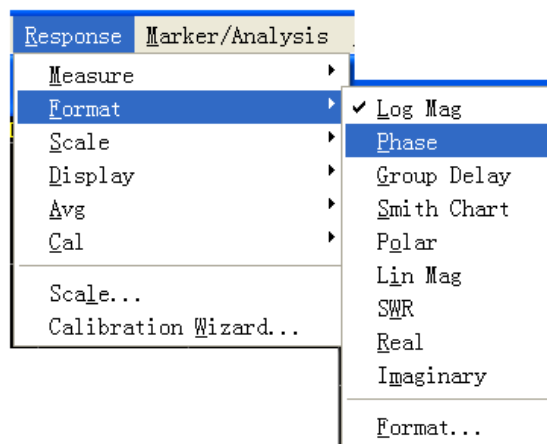 Response Marker/Analysis
Measure
Format
Scale
Display
Avg
Cal
Scale...
Calibration Wizard...
Log Mag
Phase
Group Delay
Smith Chart
Polar
Lin Mag
SWR
Real
Imaginary
Format...